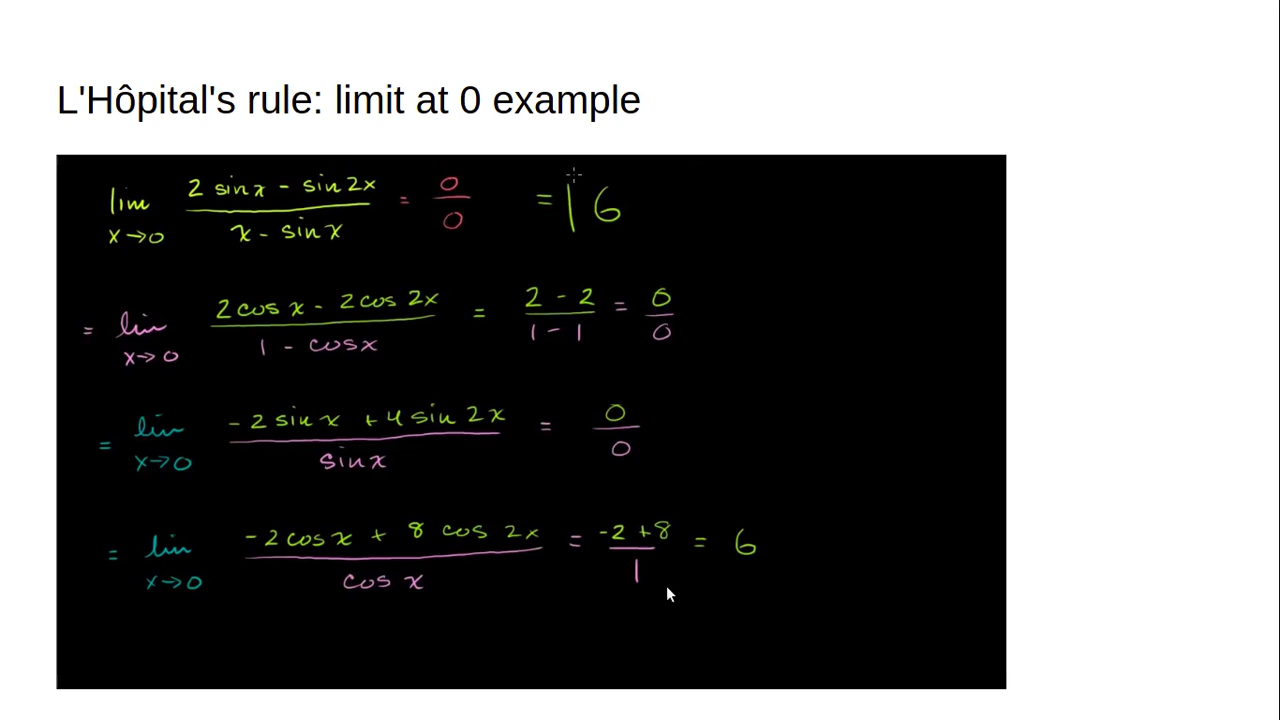 L'Hôpital's rule: limit at 0 example
lim x→0 (2 sin x - sin 2x)/(x - sin x) = 0/0 = | 6
= lim x→0 (2 cos x - 2 cos 2x)/(1 - cos x) = (2 - 2)/(1 - 1) = 0/0
= lim x→0 (-2 sin x + 4 sin 2x)/(sin x) = 0/0
= lim x→0 (-2 cos x + 8 cos 2x)/(cos x) = (-2 + 8)/1 = 6